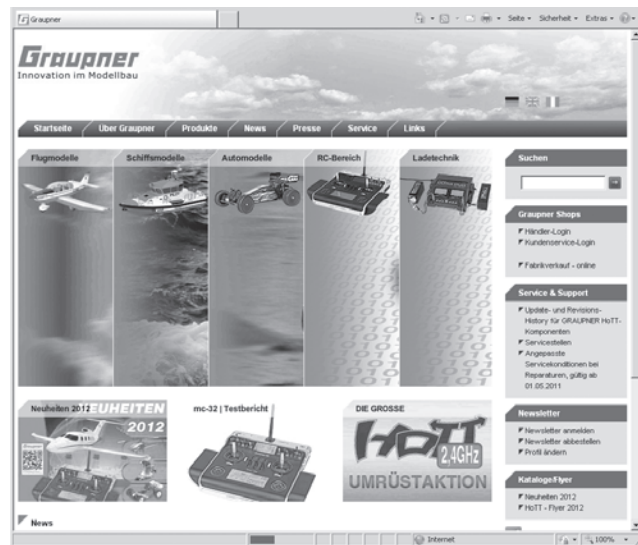 Graupner
Seite
Sicherheit
Extras
Graupner
Innovation im Modellbau
Startseite
Über Graupner
Produkte
News
Presse
Service
Links
Flugmodelle
Schiffsmodelle
Automodelle
RC-Bereich
Ladetechnik
Suchen
Graupner Shops
Händler-Login
Kundenservice-Login
Fabrikverkauf - online
Service & Support
Update- und Revisions-
History für GRAUPNER HoTT-
Komponenten
Servicestellen
Angepasste
Servicekonditionen bei
Reparaturen, gültig ab
01.05.2011
Neuheiten 2012
NEUHEITEN
2012
mc-32 | Testbericht
DIE GROSSE
HoTT
2,4GHz
UMRÜSTAKTION
Newsletter
Newsletter anmelden
Newsletter abbestellen
Profil ändern
Kataloge/Flyer
Neuheiten 2012
HoTT - Flyer 2012
News
Internet
100%